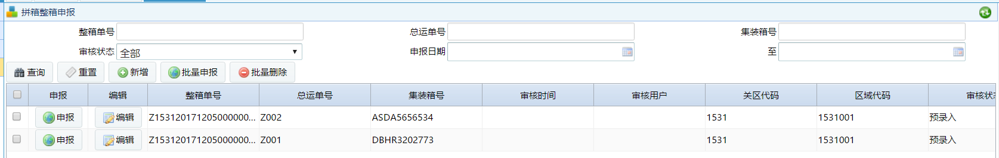 拼箱整箱申报
整箱单号 总运单号 集装箱号
审核状态 全部 申报日期 至
查询 重置 新增 批量申报 批量删除
申报 编辑 整箱单号 总运单号 集装箱号 审核时间 审核用户 关区代码 区域代码 审核状
申报 编辑 Z153120171205000000... Z002 ASDA5656534 1531 1531001 预录入
申报 编辑 Z153120171205000000... Z001 DBHR3202773 1531 1531001 预录入